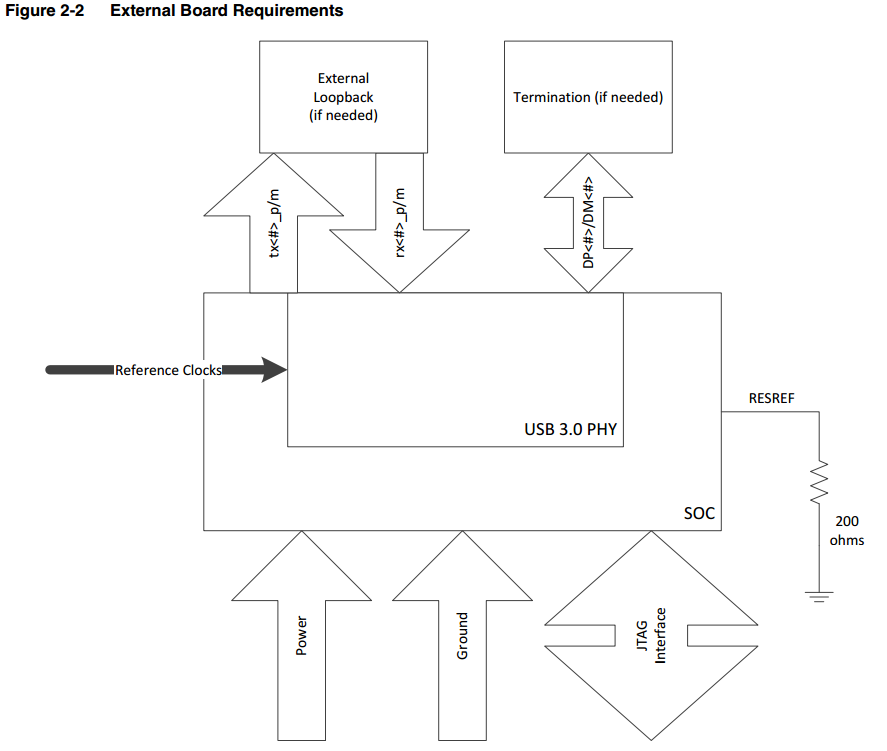 Figure 2-2 External Board Requirements
External
Loopback
(if needed)
Termination (if needed)
tx<#>_p/m
rx<#>_p/m
DP<#>/DM<#>
Reference Clocks
USB 3.0 PHY
RESREF
SOC
200
ohms
Power
Ground
JTAG
Interface